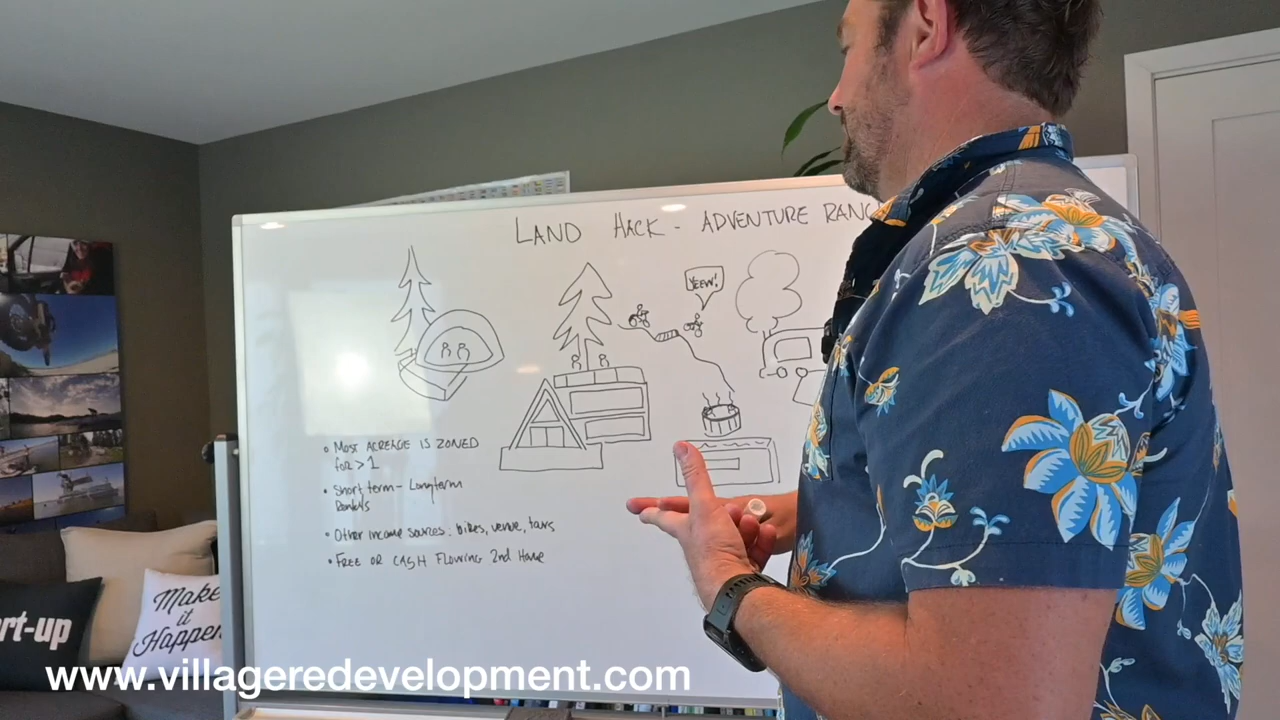 LAND HACK - ADVENTURE RANC
YEEW!
• MOST ACREAGE IS ZONED
for >1
• Short term - Longterm
Rentals
• Other income sources: bikes, venue, tours
• FREE OR CASH FLOWING 2nd Home
rt-up
Make
it
Happen
www.villageredevelopment.com